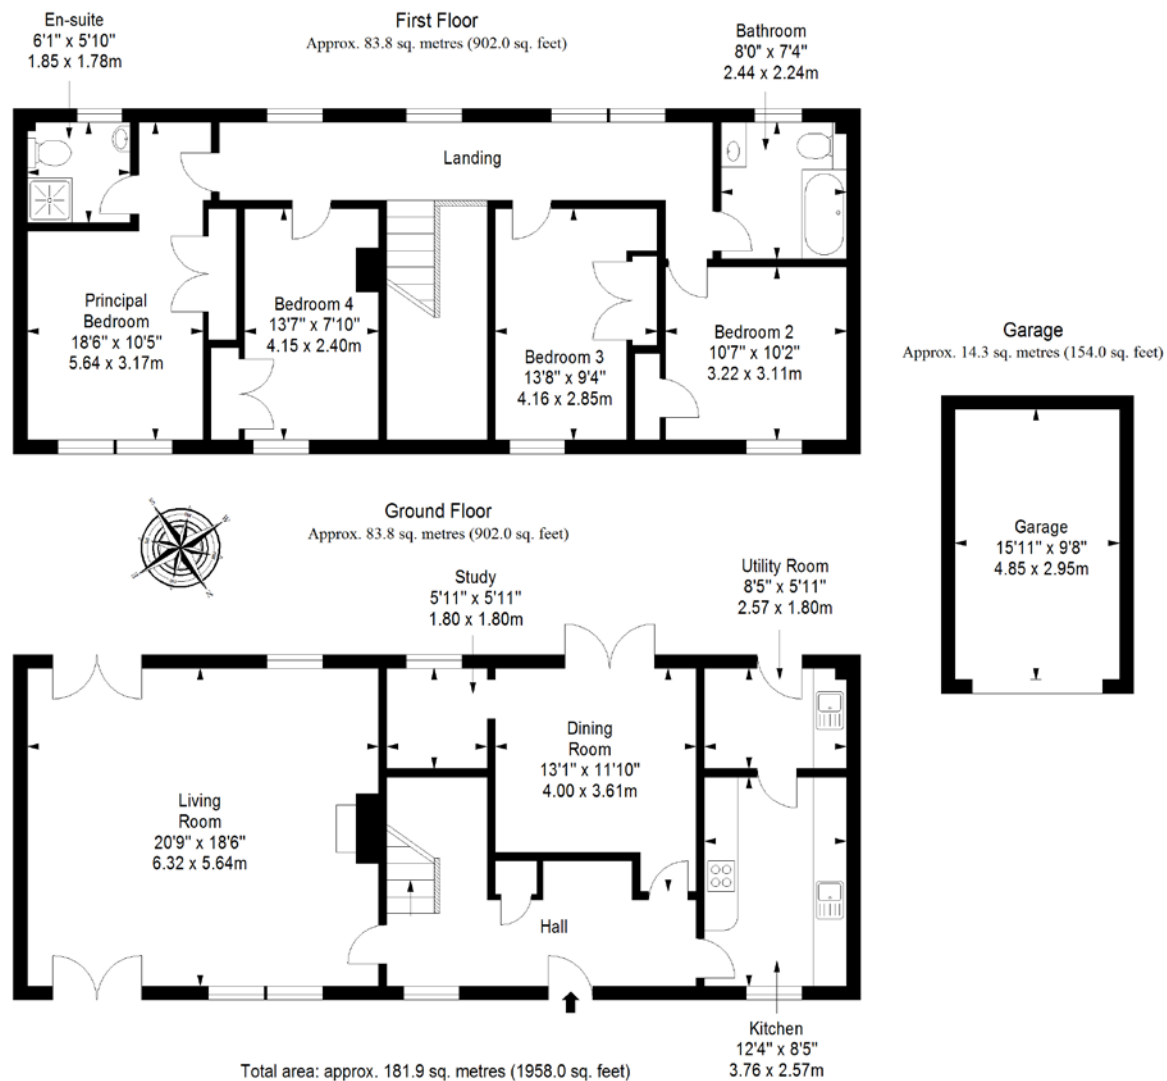 En-suite
6'1" x 5'10"
1.85 x 1.78m
First Floor
Approx. 83.8 sq. metres (902.0 sq. feet)
Bathroom
8'0" x 7'4"
2.44 x 2.24m
Landing
Principal
Bedroom
18'6" x 10'5"
5.64 x 3.17m
Bedroom 4
13'7" x 7'10"
4.15 x 2.40m
Bedroom 3
13'8" x 9'4"
4.16 x 2.85m
Bedroom 2
10'7" x 10'2"
3.22 x 3.11m
Garage
Approx. 14.3 sq. metres (154.0 sq. feet)
Garage
15'11" x 9'8"
4.85 x 2.95m
Ground Floor
Approx. 83.8 sq. metres (902.0 sq. feet)
Study
5'11" x 5'11"
1.80 x 1.80m
Utility Room
8'5" x 5'11"
2.57 x 1.80m
Dining
Room
13'1" x 11'10"
4.00 x 3.61m
Living
Room
20'9" x 18'6"
6.32 x 5.64m
Hall
Kitchen
12'4" x 8'5"
3.76 x 2.57m
Total area: approx. 181.9 sq. metres (1958.0 sq. feet)